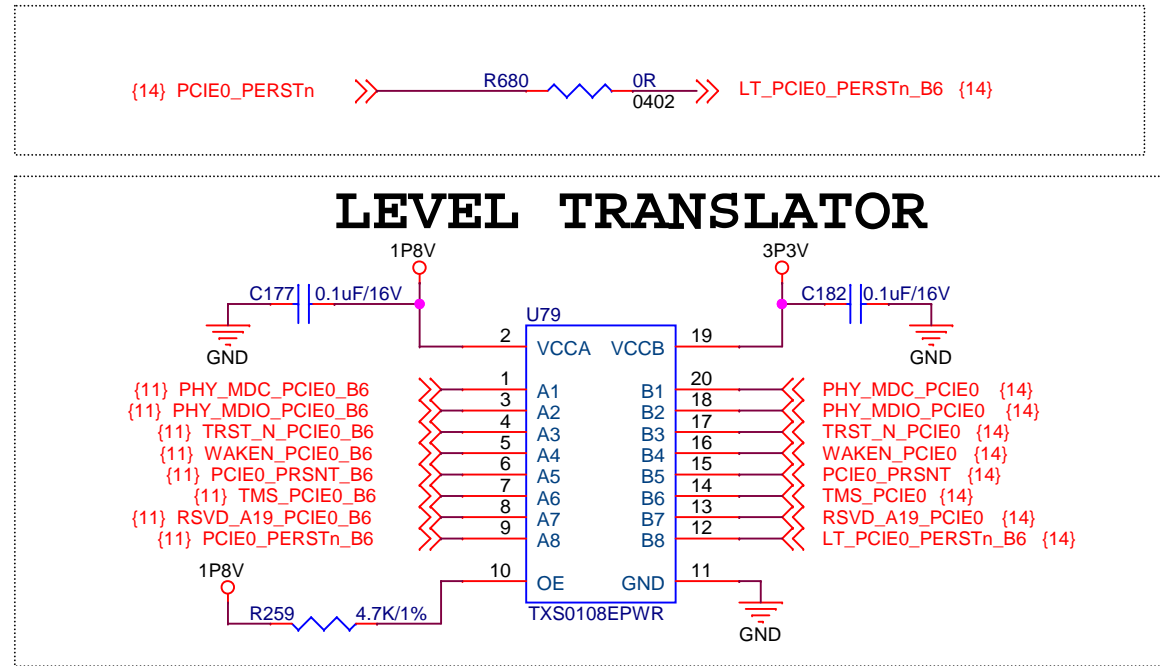 {14} PCIE0_PERSTn R680 0R LT_PCIE0_PERSTn_B6 {14}
0402
LEVEL TRANSLATOR
1P8V 3P3V
C177 0.1uF/16V C182 0.1uF/16V
U79
GND 2 VCCA VCCB 19 GND
{11} PHY_MDC_PCIE0_B6 1 A1 B1 20 PHY_MDC_PCIE0 {14}
{11} PHY_MDIO_PCIE0_B6 3 A2 B2 18 PHY_MDIO_PCIE0 {14}
{11} TRST_N_PCIE0_B6 4 A3 B3 17 TRST_N_PCIE0 {14}
{11} WAKEN_PCIE0_B6 5 A4 B4 16 WAKEN_PCIE0 {14}
{11} PCIE0_PRSNT_B6 6 A5 B5 15 PCIE0_PRSNT {14}
{11} TMS_PCIE0_B6 7 A6 B6 14 TMS_PCIE0 {14}
{11} RSVD_A19_PCIE0_B6 8 A7 B7 13 RSVD_A19_PCIE0 {14}
{11} PCIE0_PERSTn_B6 9 A8 B8 12 LT_PCIE0_PERSTn_B6 {14}
1P8V 10 OE GND 11
R259 4.7K/1% TXS0108EPWR
GND